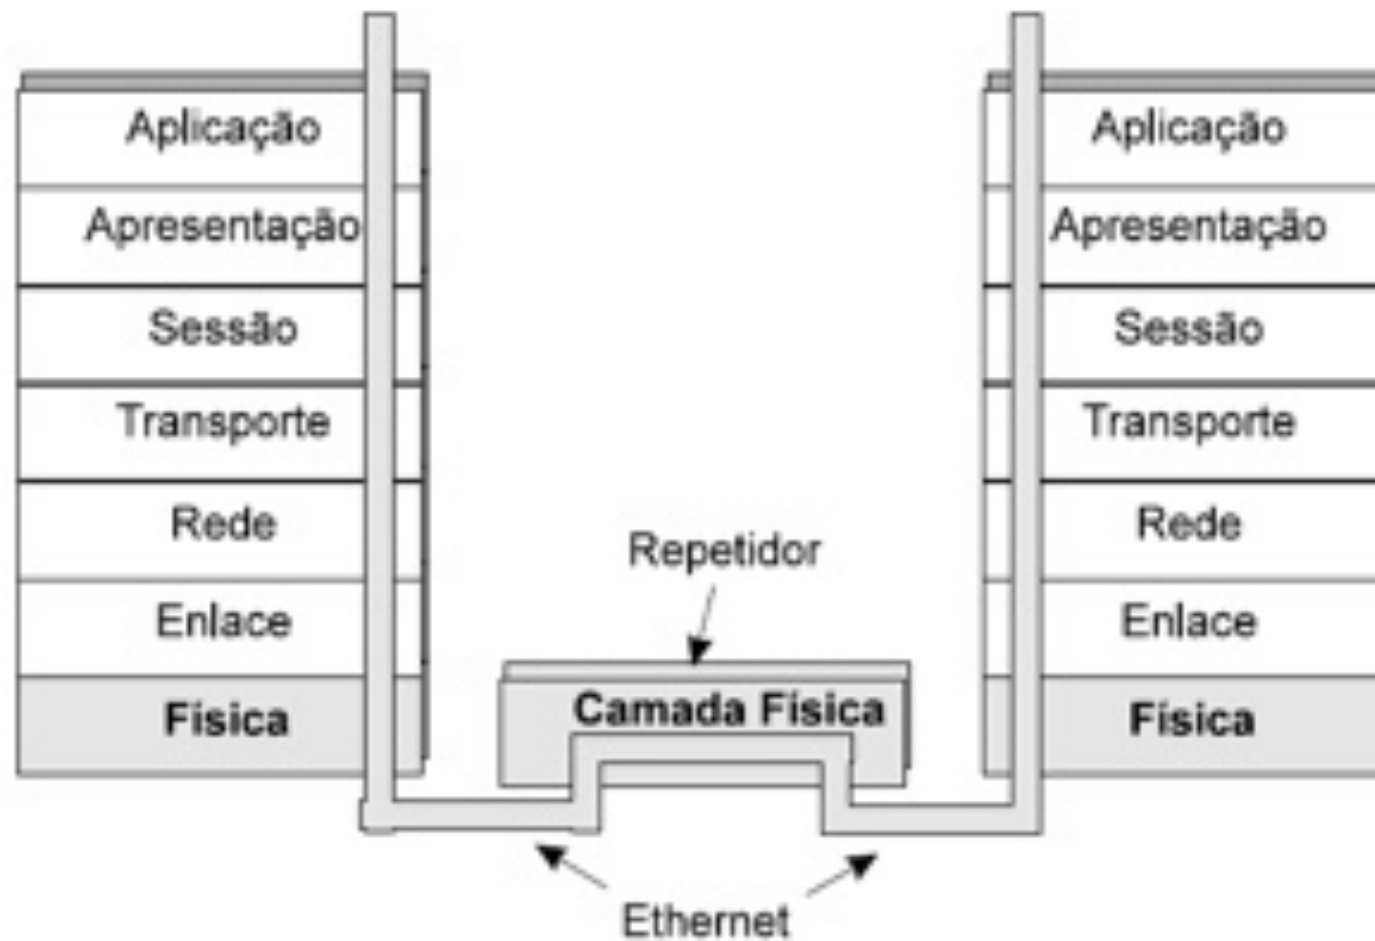 Aplicação
Apresentação
Sessão
Transporte
Rede
Enlace
Física
Repetidor
Camada Física
Ethernet
Aplicação
Apresentação
Sessão
Transporte
Rede
Enlace
Física